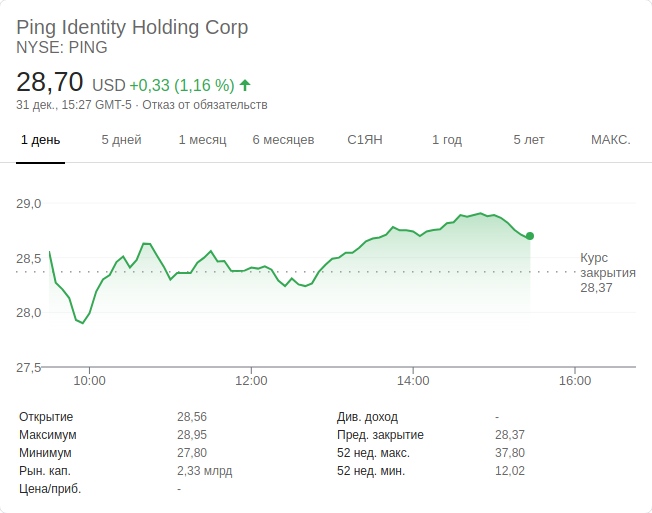 Ping Identity Holding Corp
NYSE: PING
28,70 USD +0,33 (1,16 %)
31 дек., 15:27 GMT-5 · Отказ от обязательств
1 день 5 дней 1 месяц 6 месяцев С1ЯН 1 год 5 лет МАКС.
29,0
28,5
28,0
27,5
Курс
закрытия
28,37
10:00 12:00 14:00 16:00
Открытие 28,56 Див. доход -
Максимум 28,95 Пред. закрытие 28,37
Минимум 27,80 52 нед. макс. 37,80
Рын. кап. 2,33 млрд 52 нед. мин. 12,02
Цена/приб. -